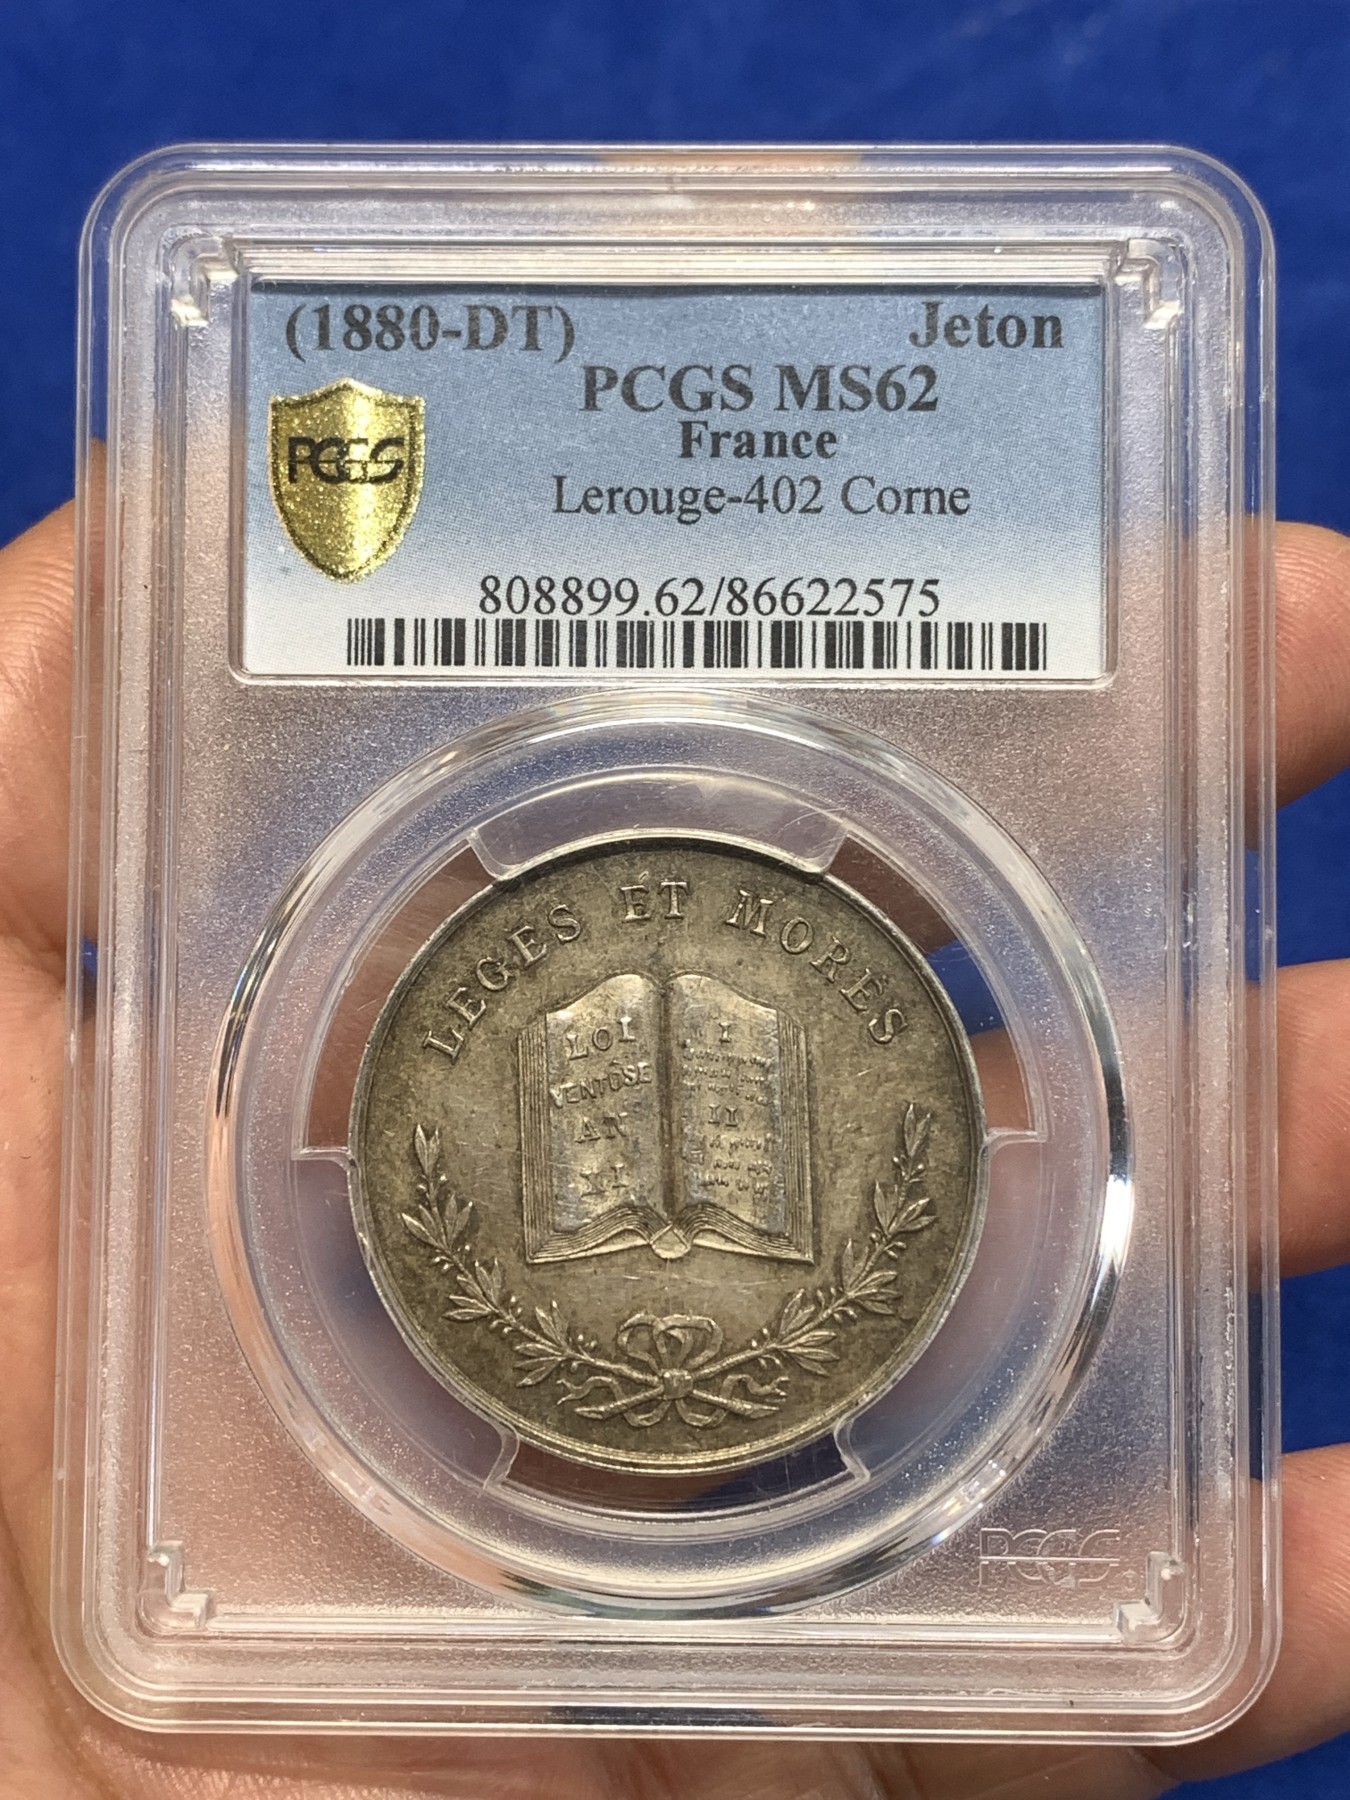 (1880-DT) Jeton
PCGS MS62
PCGS
France
Lerouge-402 Corne
808899.62/86622575
LEGES ET MORES
LOI
VENTÔSE
AN
XI
I
II
PCGS